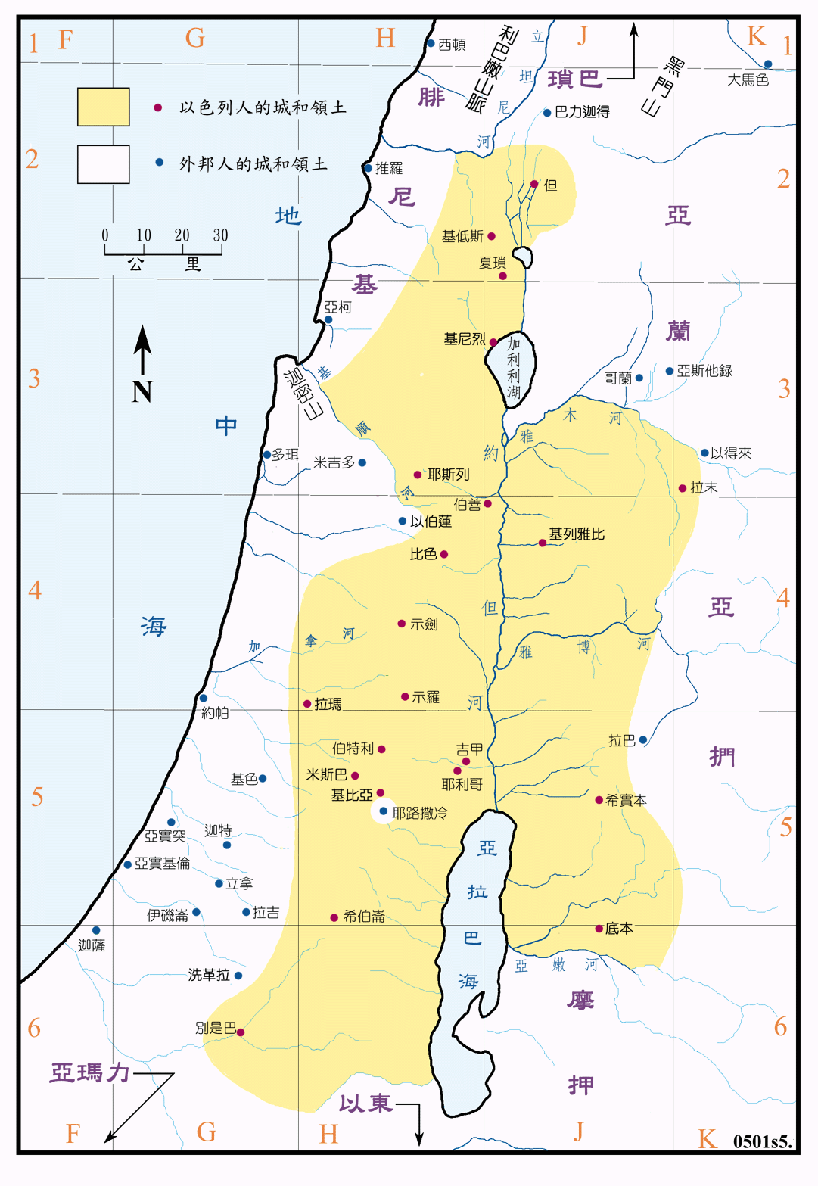 F G H J K
1 1
西頓
利巴嫩山脈
立坦尼河
瑣巴
黑門山
大馬色
以色列人的城和領土
外邦人的城和領土
腓尼基
巴力迦得
2 2
推羅
但
地中海
亞蘭
0 10 20 30
公里
基低斯
夏瑣
亞柯
N
基尼烈
加利利湖
3 3
迦密山
基順河
哥蘭
亞斯他錄
雅木河
約但河
多珥
米吉多
耶斯列
以得來
拉末
伯善
以伯蓮
基列雅比
比色
4 4
亞捫
示劍
加拿河
雅博河
拉瑪
示羅
約帕
拉巴
伯特利
吉甲
基色
米斯巴
耶利哥
基比亞
希實本
5 5
耶路撒冷
亞實突
迦特
亞拉巴海
亞實基倫
立拿
伊磯崙
拉吉
希伯崙
底本
迦薩
洗革拉
亞嫩河
摩押
別是巴
6 6
亞瑪力
以東
F G H J K
0501s5.